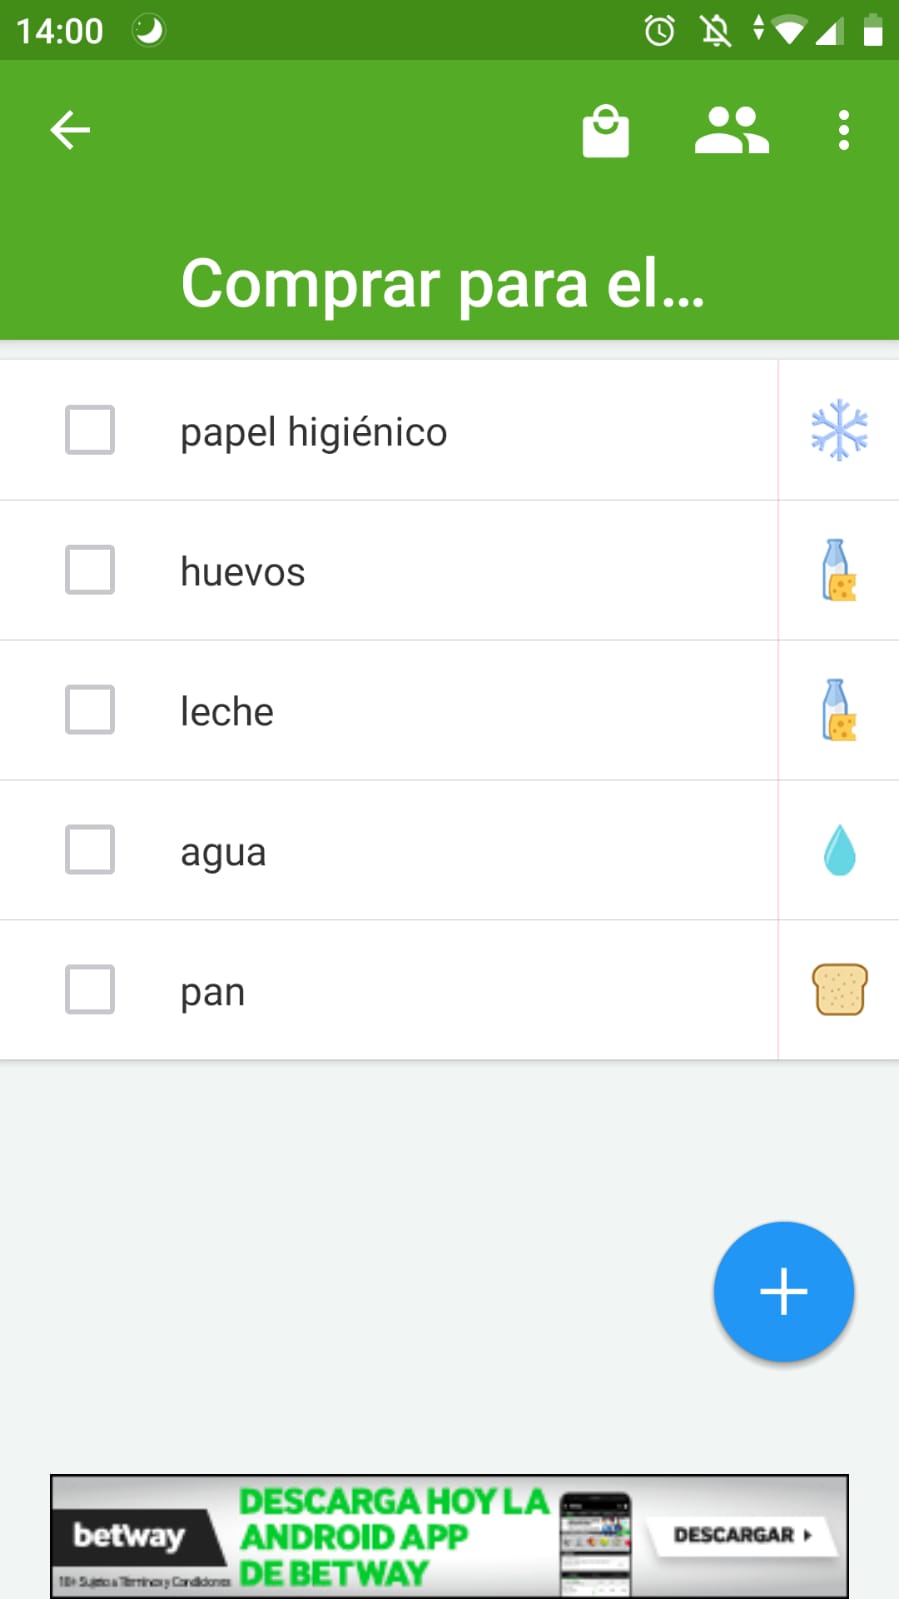 14:00
Comprar para el...
papel higiénico
huevos
leche
agua
pan
DESCARGA HOY LA
ANDROID APP
DE BETWAY
betway
18+ Sujeto a Términos y Condiciones
DESCARGAR